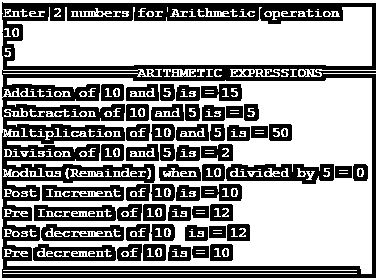 Enter 2 numbers for Arithmetic operation
10
5
ARITHMETIC EXPRESSIONS
Addition of 10 and 5 is = 15
Subtraction of 10 and 5 is = 5
Multiplication of 10 and 5 is = 50
Division of 10 and 5 is = 2
Modulus(Remainder) when 10 divided by 5 = 0
Post Increment of 10 is = 10
Pre Increment of 10 is = 12
Post decrement of 10 is = 12
Pre decrement of 10 is = 10